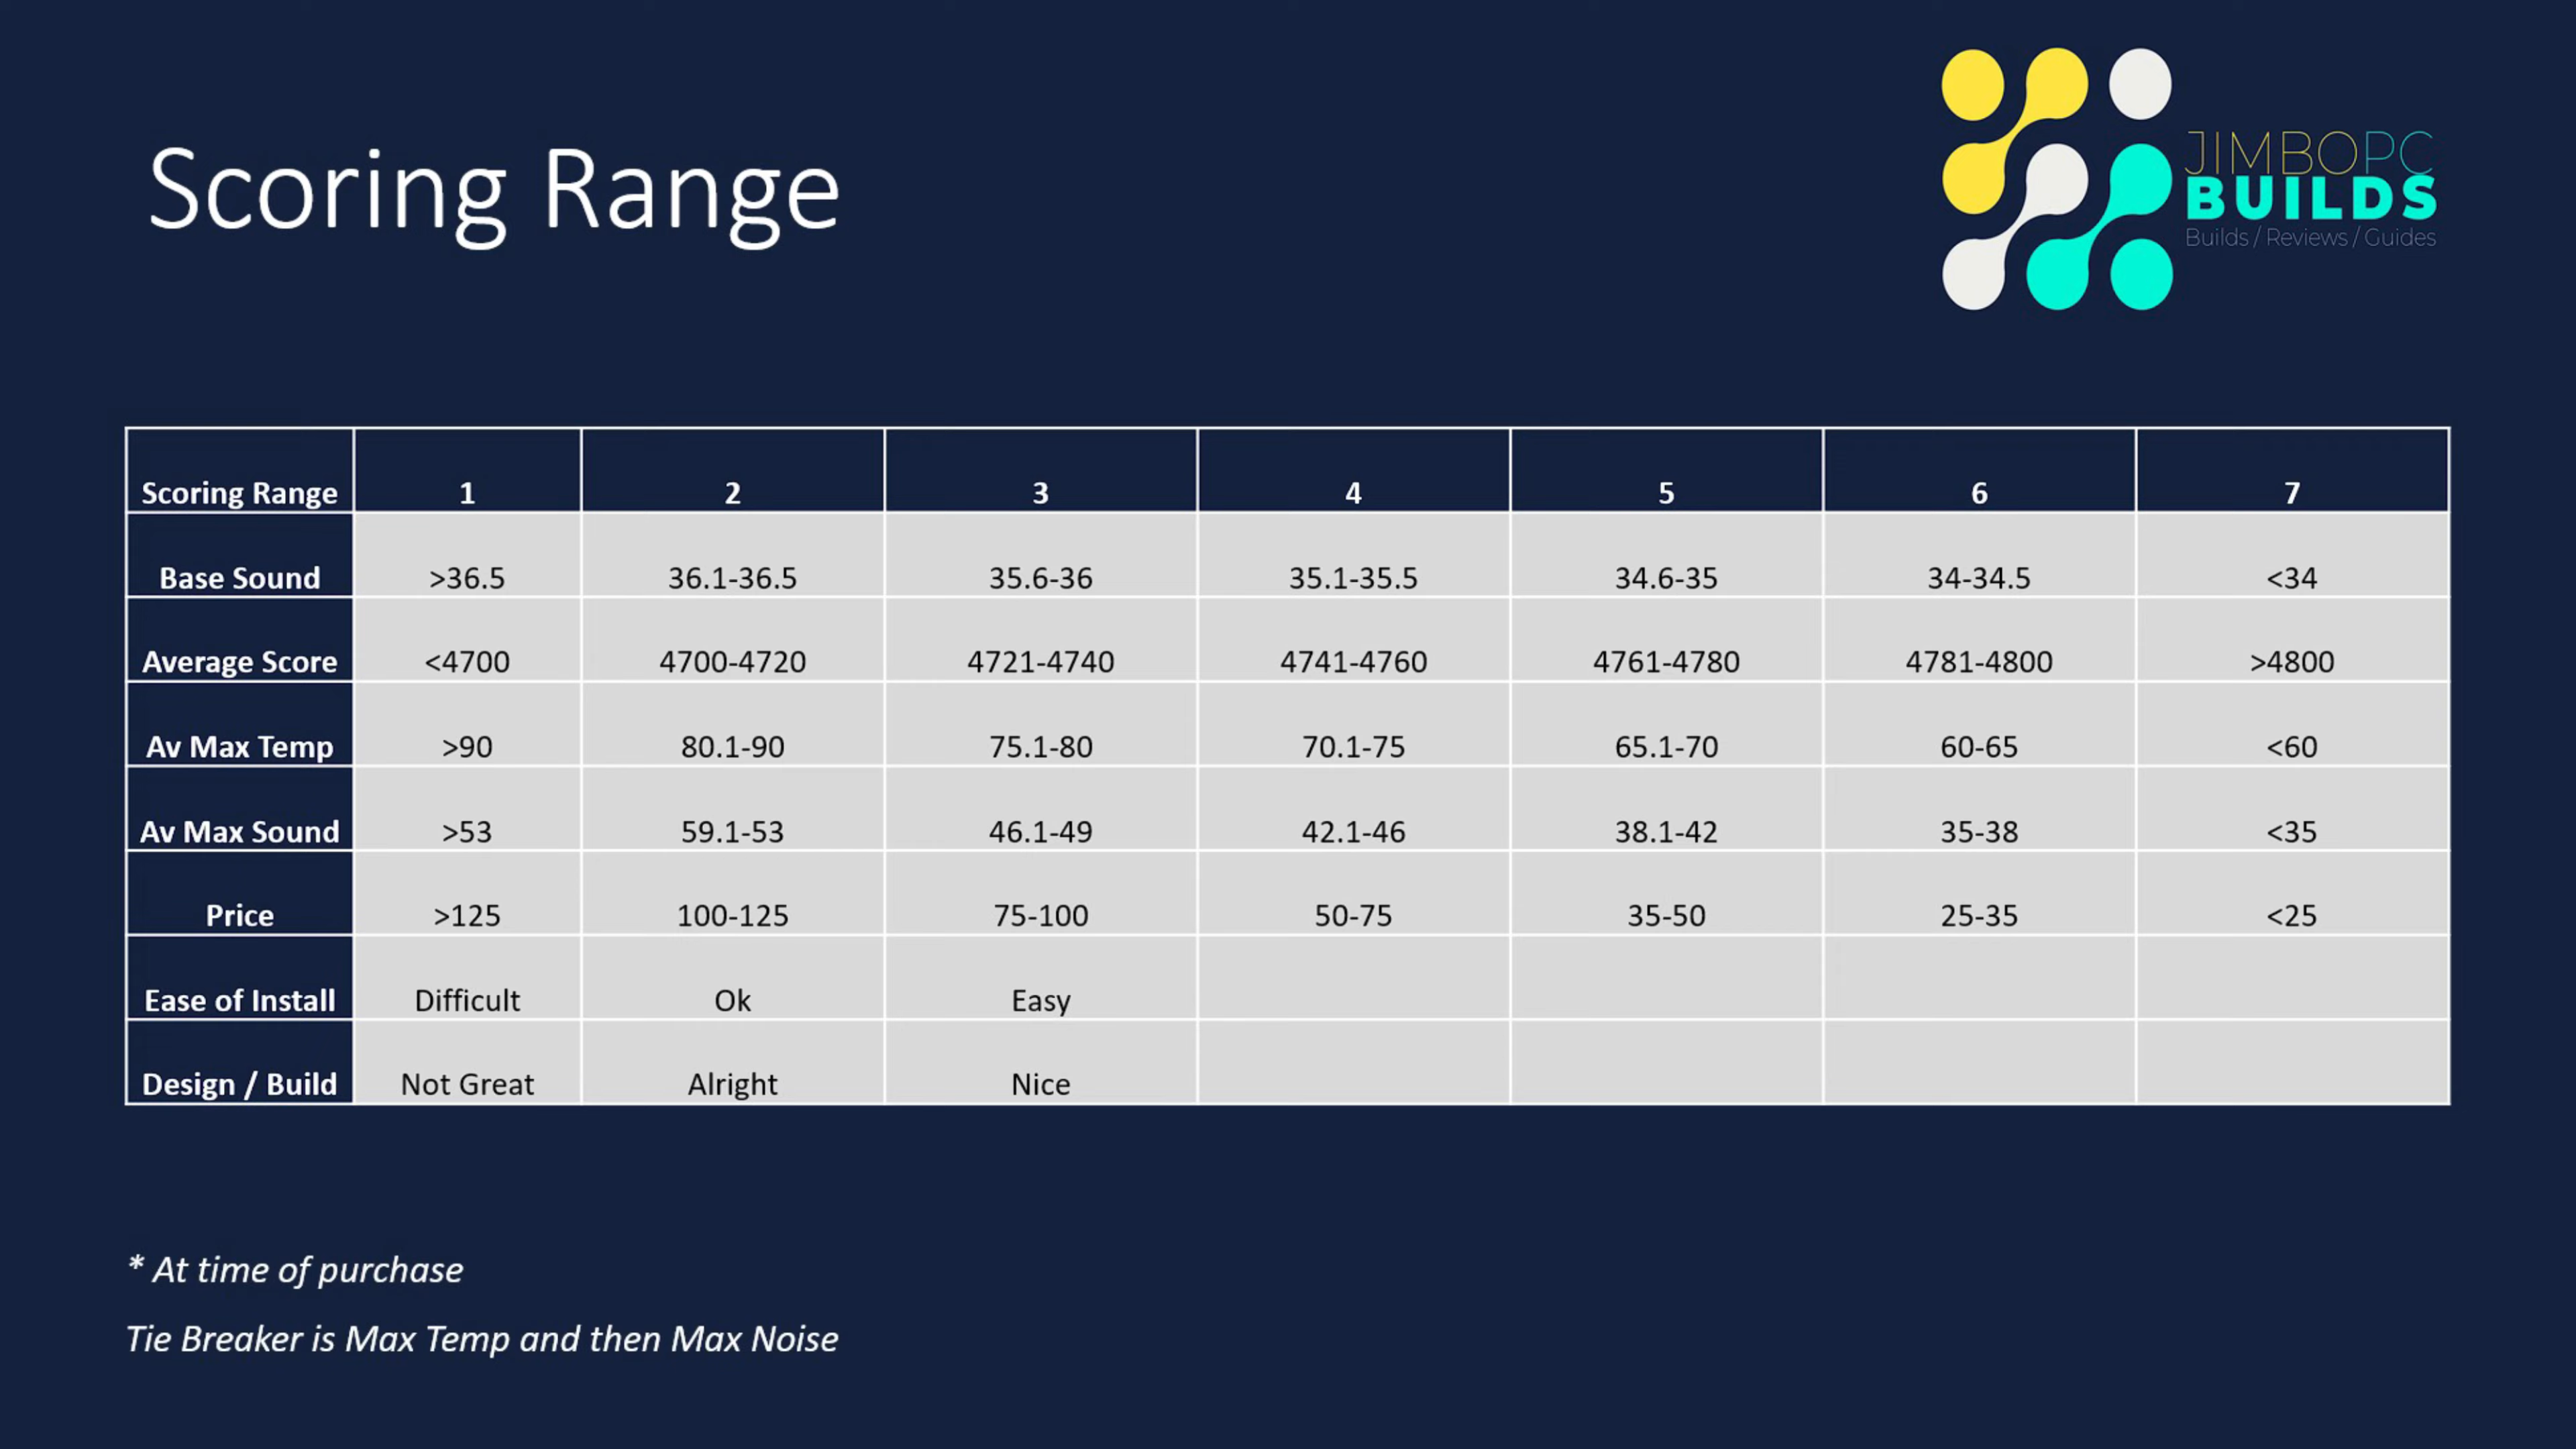 JIMBOPC
BUILDS
Builds / Reviews / Guides
Scoring Range
Scoring Range 1 2 3 4 5 6 7
Base Sound >36.5 36.1-36.5 35.6-36 35.1-35.5 34.6-35 34-34.5 <34
Average Score <4700 4700-4720 4721-4740 4741-4760 4761-4780 4781-4800 >4800
Av Max Temp >90 80.1-90 75.1-80 70.1-75 65.1-70 60-65 <60
Av Max Sound >53 59.1-53 46.1-49 42.1-46 38.1-42 35-38 <35
Price >125 100-125 75-100 50-75 35-50 25-35 <25
Ease of Install Difficult Ok Easy
Design / Build Not Great Alright Nice
* At time of purchase
Tie Breaker is Max Temp and then Max Noise